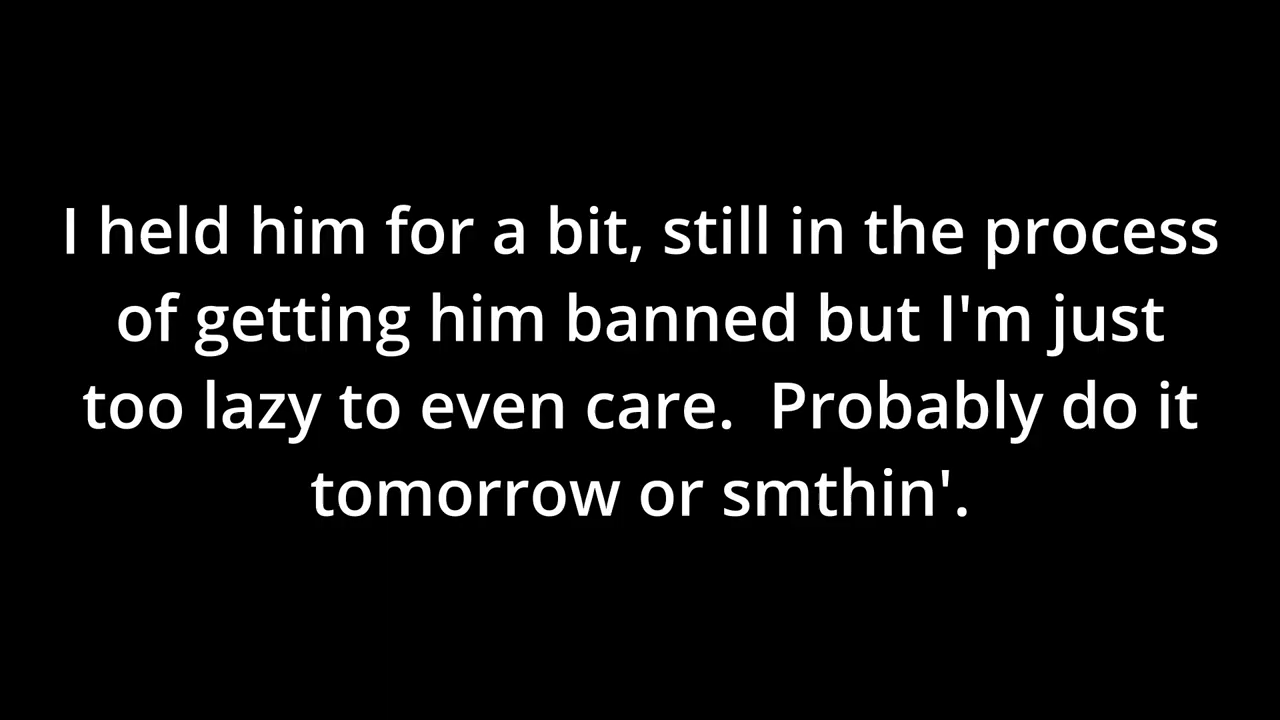 I held him for a bit, still in the process
of getting him banned but I'm just
too lazy to even care.  Probably do it
tomorrow or smthin'.